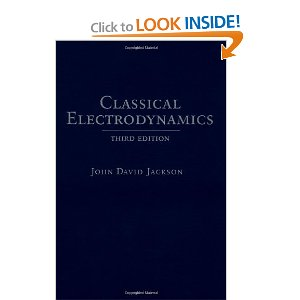 Click to
LOOK INSIDE!
CLASSICAL
ELECTRODYNAMICS
THIRD EDITION
JOHN DAVID JACKSON